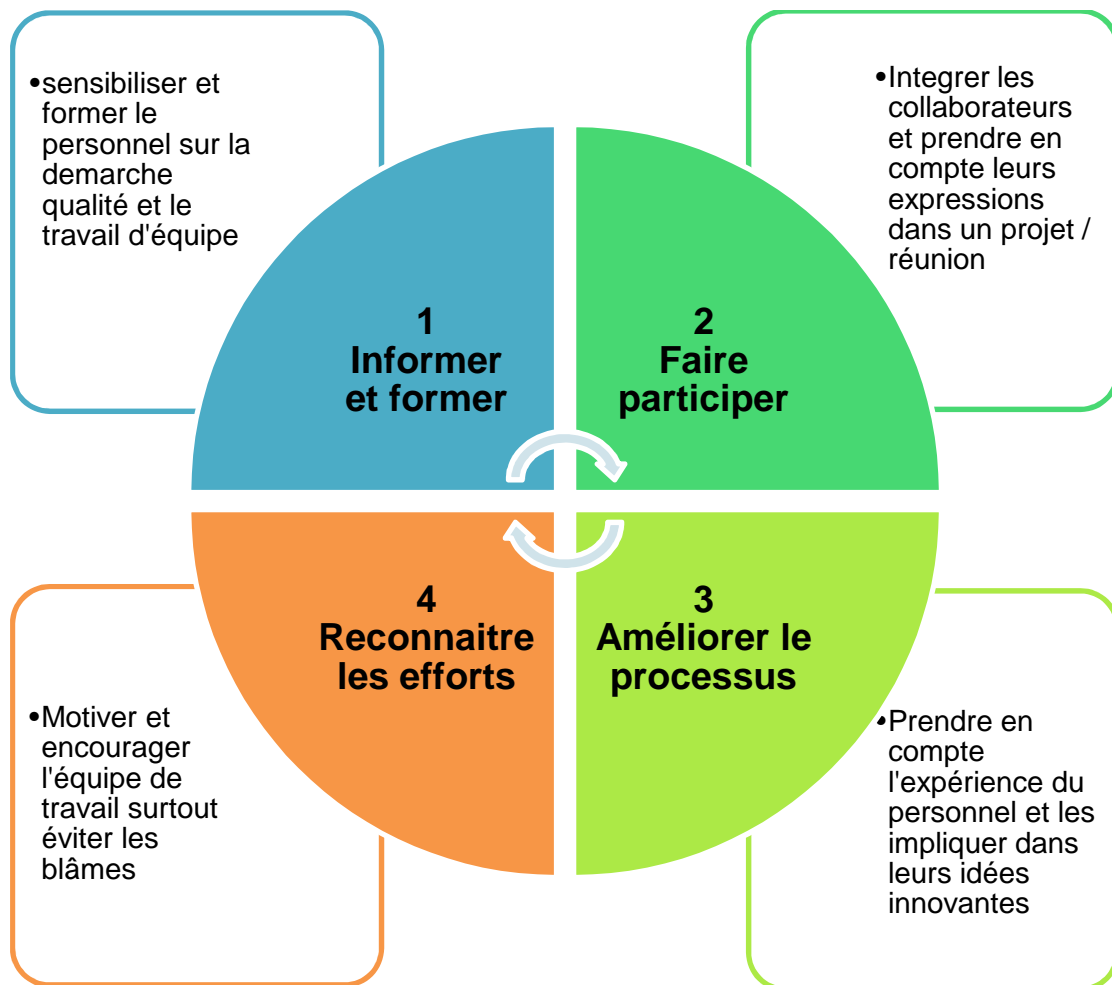 •sensibiliser et
former le
personnel sur la
demarche
qualité et le
travail d'équipe
•Integrer les
collaborateurs
et prendre en
compte leurs
expressions
dans un projet /
réunion
1
Informer
et former
2
Faire
participer
4
Reconnaitre
les efforts
3
Améliorer le
processus
•Motiver et
encourager
l'équipe de
travail surtout
éviter les
blâmes
•Prendre en
compte
l'expérience du
personnel et les
impliquer dans
leurs idées
innovantes